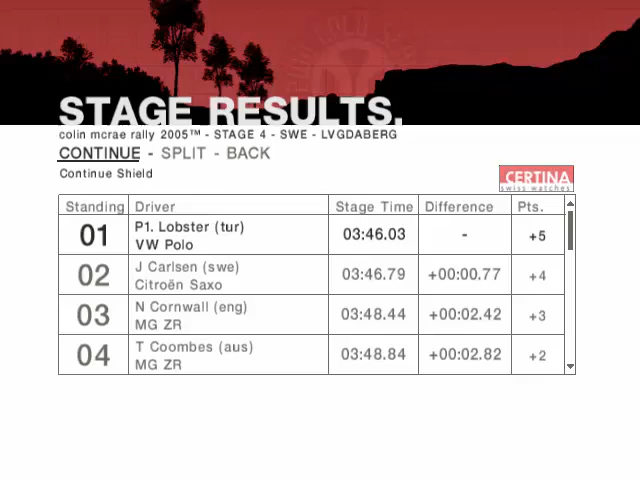 STAGE RESULTS.
colin mcrae rally 2005™ - STAGE 4 - SWE - LVGDABERG
CONTINUE - SPLIT - BACK
Continue Shield
CERTINA
swiss watches
Standing Driver Stage Time Difference Pts.
01 P1. Lobster (tur) VW Polo 03:46.03 - +5
02 J Carlsen (swe) Citroën Saxo 03:46.79 +00:00.77 +4
03 N Cornwall (eng) MG ZR 03:48.44 +00:02.42 +3
04 T Coombes (aus) MG ZR 03:48.84 +00:02.82 +2